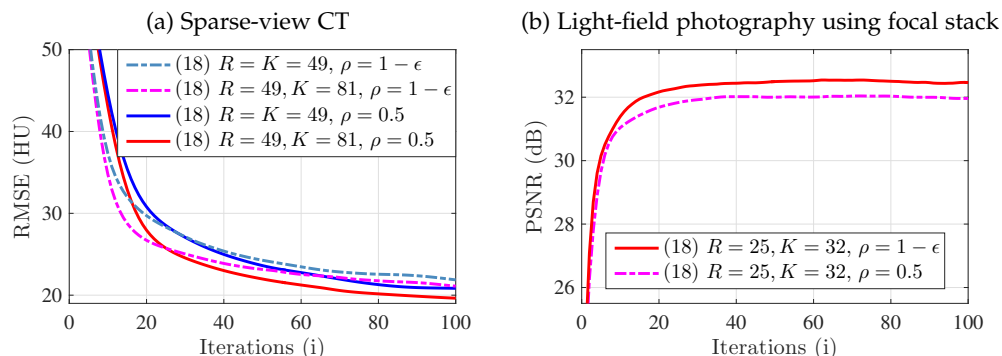 (a) Sparse-view CT
RMSE (HU)
50
40
30
20
0 20 40 60 80 100
Iterations (i)
(18) R = K = 49, ρ = 1 − ϵ
(18) R = 49, K = 81, ρ = 1 − ϵ
(18) R = K = 49, ρ = 0.5
(18) R = 49, K = 81, ρ = 0.5
(b) Light-field photography using focal stack
PSNR (dB)
32
30
28
26
0 20 40 60 80 100
Iterations (i)
(18) R = 25, K = 32, ρ = 1 − ϵ
(18) R = 25, K = 32, ρ = 0.5